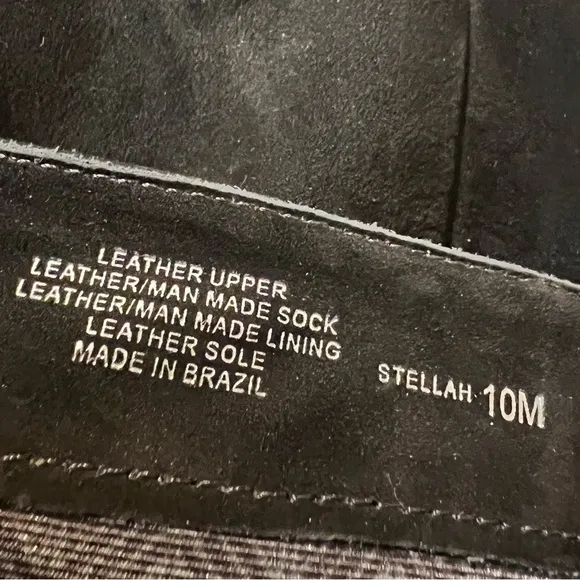 LEATHER UPPER
LEATHER/MAN MADE SOCK
LEATHER/MAN MADE LINING
LEATHER SOLE
MADE IN BRAZIL
STELLAH 10M